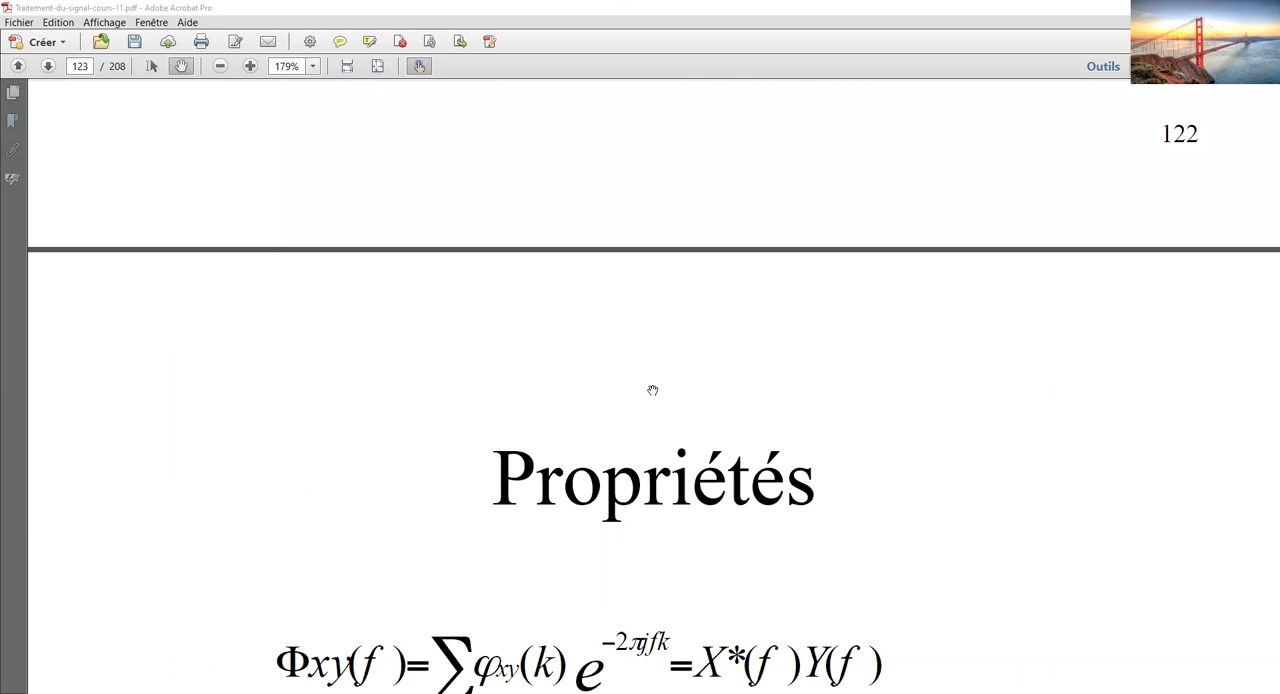 Traitement-du-signal-cours-11.pdf - Adobe Acrobat Pro
Fichier Edition Affichage Fenêtre Aide
Créer
123 / 208 179% Outils
122
Propriétés
Φxy(f)=∑φxy(k) e^{-2πjfk}=X*(f)Y(f)